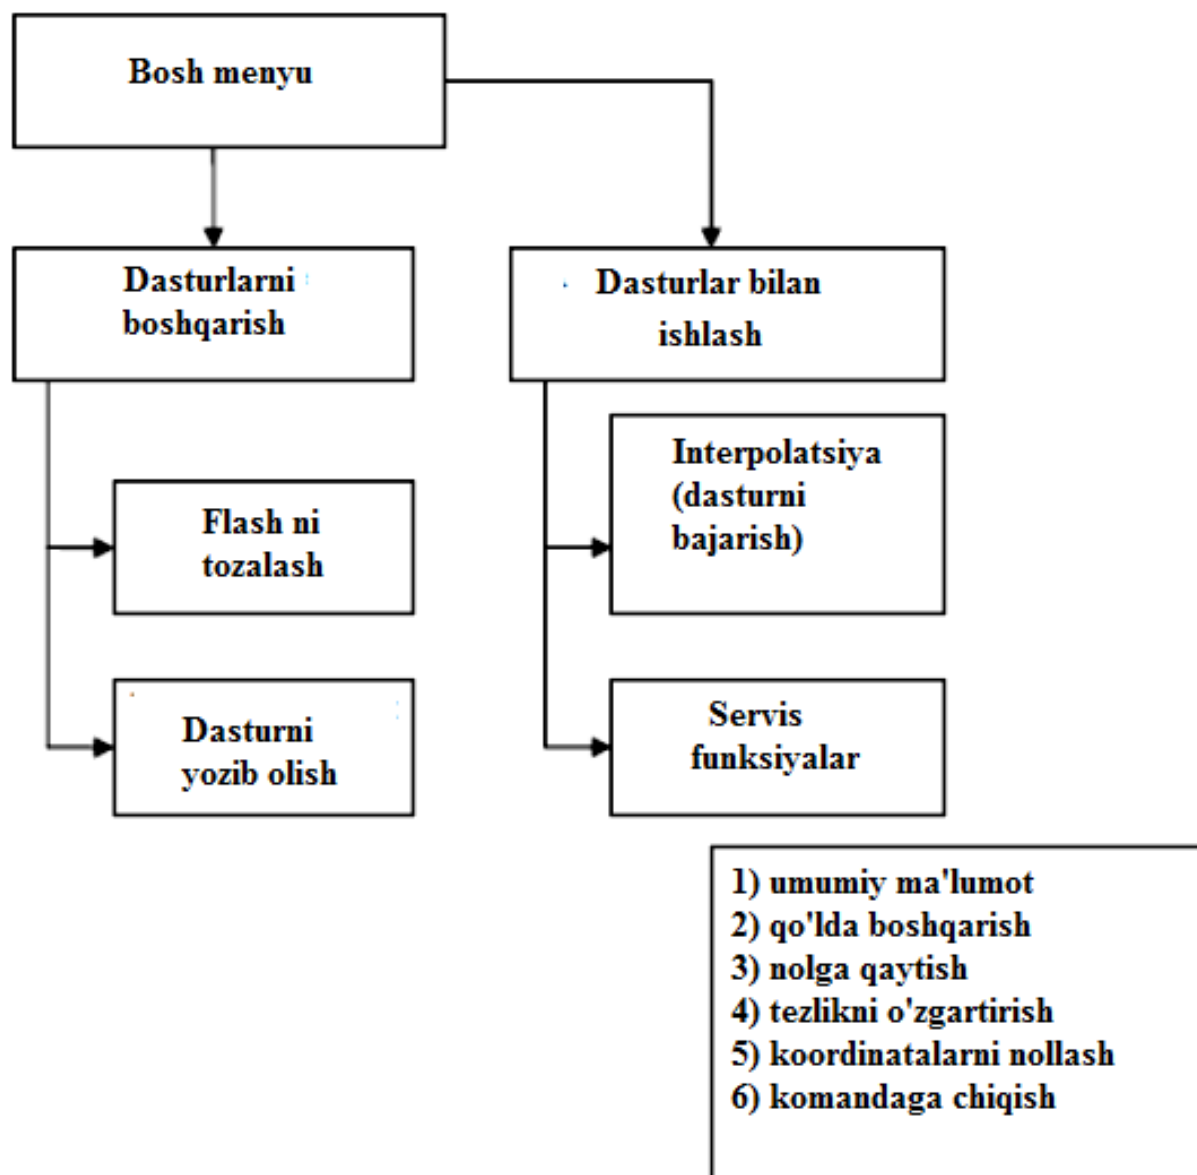 Bosh menyu
Dasturlarni
boshqarish
Dasturlar bilan
ishlash
Flash ni
tozalash
Interpolatsiya
(dasturni
bajarish)
Dasturni
yozib olish
Servis
funksiyalar
1) umumiy ma'lumot
2) qo'lda boshqarish
3) nolga qaytish
4) tezlikni o'zgartirish
5) koordinatalarni nollash
6) komandaga chiqish